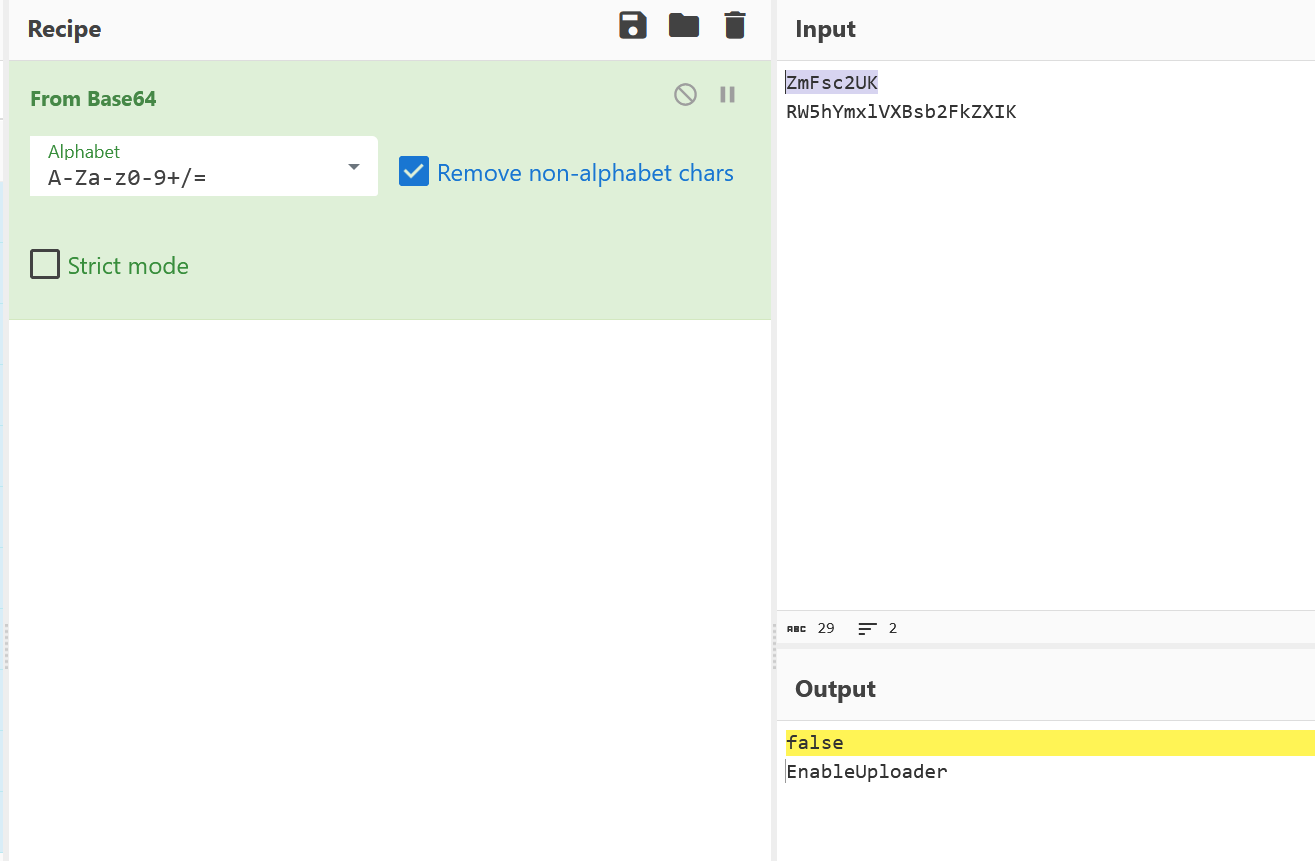 Recipe
From Base64
Alphabet
A-Za-z0-9+/=
Remove non-alphabet chars
Strict mode
Input
ZmFsc2UK
RW5hYmxlVXBsb2FkZXIK
ABC 29 2
Output
false
EnableUploader